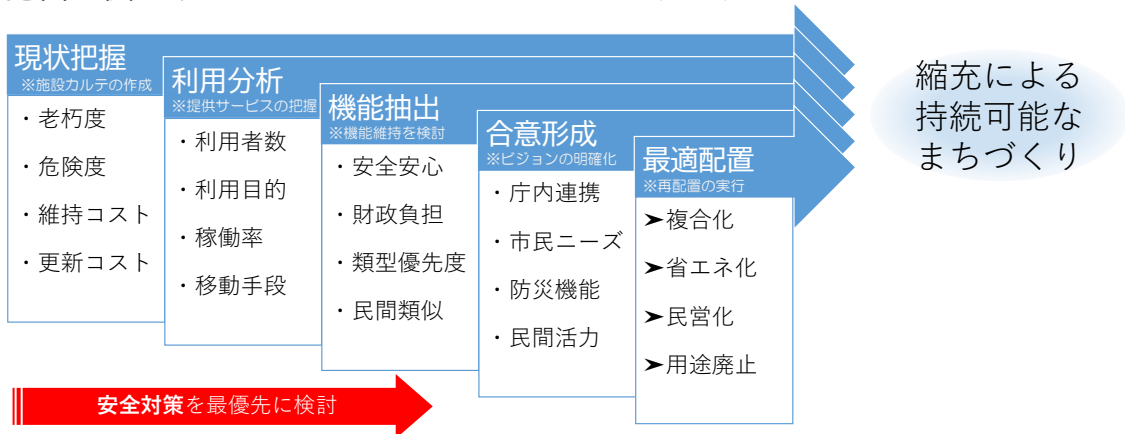 現状把握
※施設カルテの作成
・老朽度
・危険度
・維持コスト
・更新コスト
利用分析
※提供サービスの把握
・利用者数
・利用目的
・稼働率
・移動手段
機能抽出
※機能維持を検討
・安全安心
・財政負担
・類型優先度
・民間類似
合意形成
※ビジョンの明確化
・庁内連携
・市民ニーズ
・防災機能
・民間活力
最適配置
※再配置の実行
➤複合化
➤省エネ化
➤民営化
➤用途廃止
縮充による
持続可能な
まちづくり
安全対策を最優先に検討